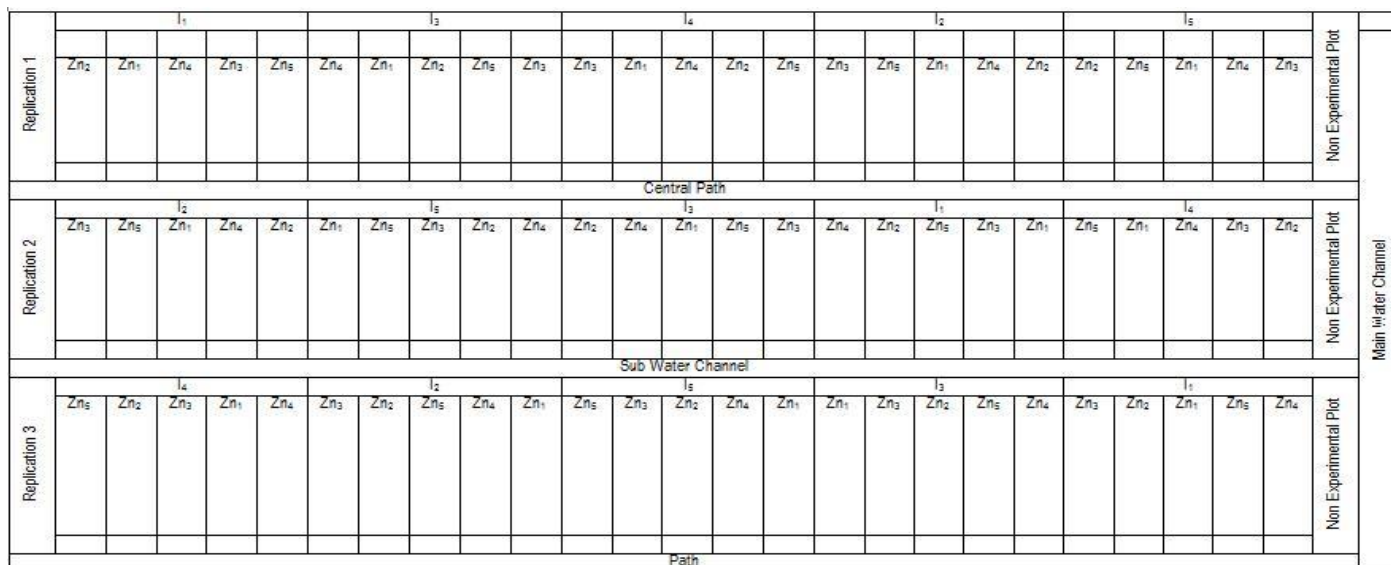 I₁ I₃ I₄ I₂ I₅
Replication 1
Zn₂ Zn₁ Zn₄ Zn₃ Zn₅ Zn₄ Zn₁ Zn₂ Zn₅ Zn₃ Zn₃ Zn₁ Zn₄ Zn₂ Zn₅ Zn₃ Zn₅ Zn₁ Zn₄ Zn₂ Zn₂ Zn₅ Zn₁ Zn₄ Zn₃
Non Experimental Plot
Central Path
I₂ I₅ I₃ I₁ I₄
Replication 2
Zn₃ Zn₅ Zn₁ Zn₄ Zn₂ Zn₁ Zn₅ Zn₃ Zn₂ Zn₄ Zn₂ Zn₄ Zn₁ Zn₅ Zn₃ Zn₄ Zn₂ Zn₅ Zn₃ Zn₁ Zn₅ Zn₁ Zn₄ Zn₃ Zn₂
Non Experimental Plot
Sub Water Channel
I₄ I₂ I₅ I₃ I₁
Replication 3
Zn₅ Zn₂ Zn₃ Zn₁ Zn₄ Zn₃ Zn₂ Zn₅ Zn₄ Zn₁ Zn₅ Zn₃ Zn₂ Zn₄ Zn₁ Zn₁ Zn₃ Zn₂ Zn₅ Zn₄ Zn₃ Zn₂ Zn₁ Zn₅ Zn₄
Non Experimental Plot
Path
Main Water Channel